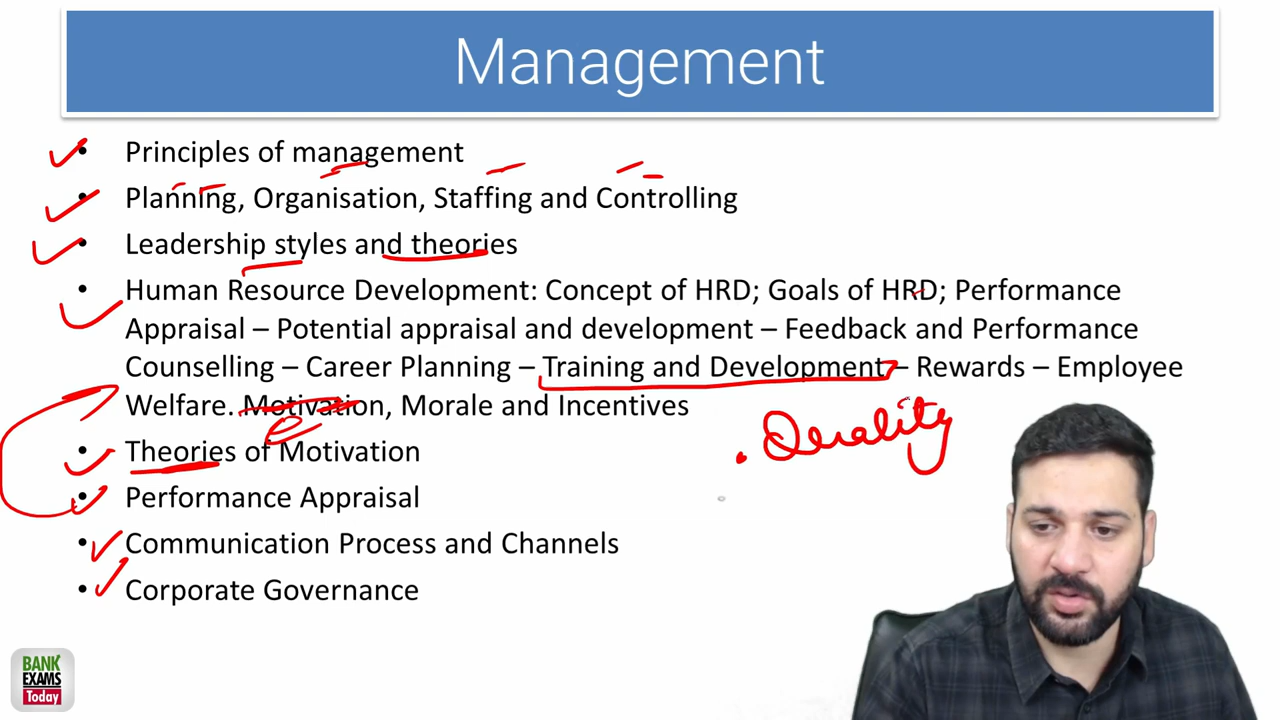 Management
• Principles of management
• Planning, Organisation, Staffing and Controlling
• Leadership styles and theories
• Human Resource Development: Concept of HRD; Goals of HRD; Performance
Appraisal – Potential appraisal and development – Feedback and Performance
Counselling – Career Planning – Training and Development – Rewards – Employee
Welfare. Motivation, Morale and Incentives
. Quality
• Theories of Motivation
• Performance Appraisal
• Communication Process and Channels
• Corporate Governance
BANK
EXAMS
Today